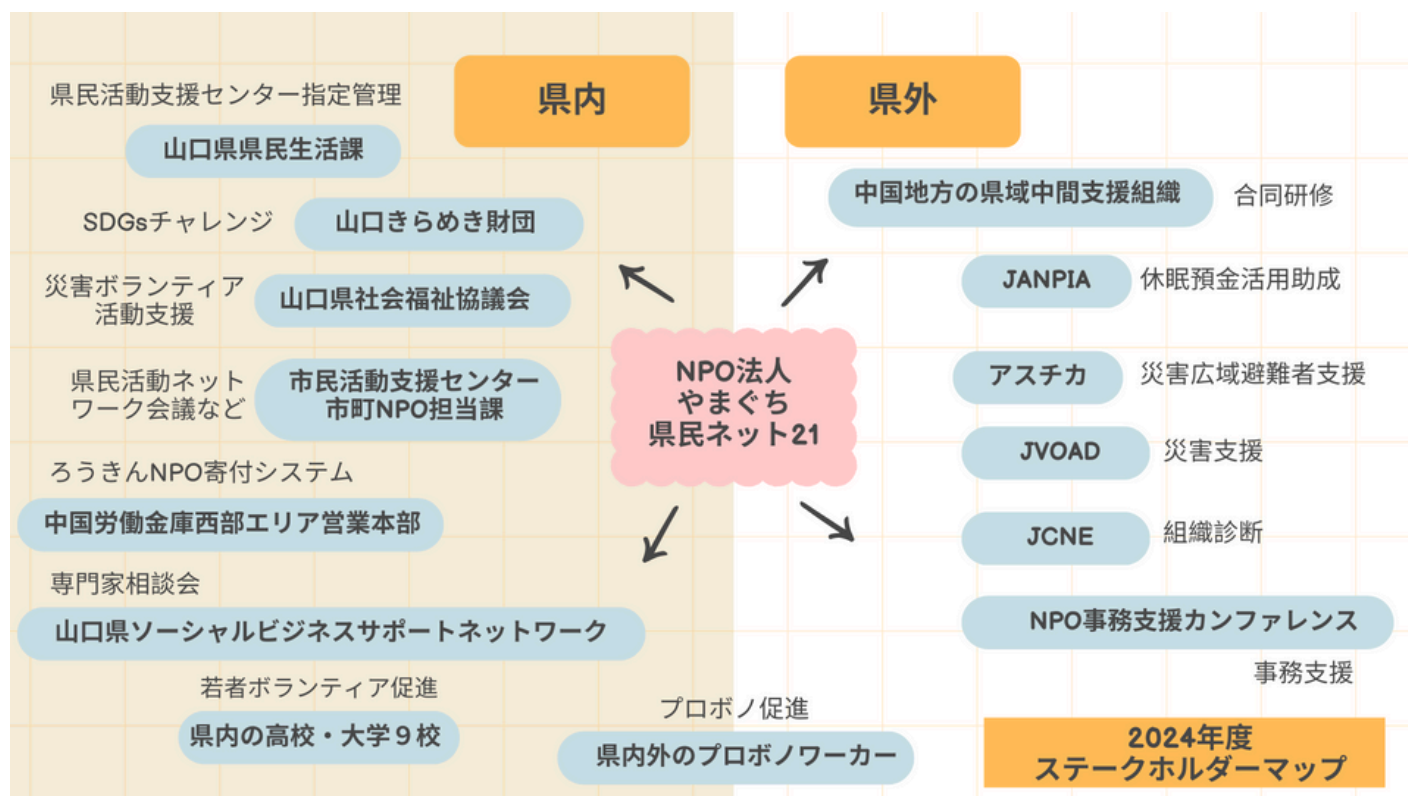 県内
県民活動支援センター指定管理
山口県県民生活課
SDGsチャレンジ
山口きらめき財団
災害ボランティア
活動支援
山口県社会福祉協議会
県民活動ネット
ワーク会議など
市民活動支援センター
市町NPO担当課
ろうきんNPO寄付システム
中国労働金庫西部エリア営業本部
専門家相談会
山口県ソーシャルビジネスサポートネットワーク
若者ボランティア促進
県内の高校・大学９校
NPO法人
やまぐち
県民ネット21
プロボノ促進
県内外のプロボノワーカー
県外
中国地方の県域中間支援組織
合同研修
JANPIA
休眠預金活用助成
アスチカ
災害広域避難者支援
JVOAD
災害支援
JCNE
組織診断
NPO事務支援カンファレンス
事務支援
2024年度
ステークホルダーマップ